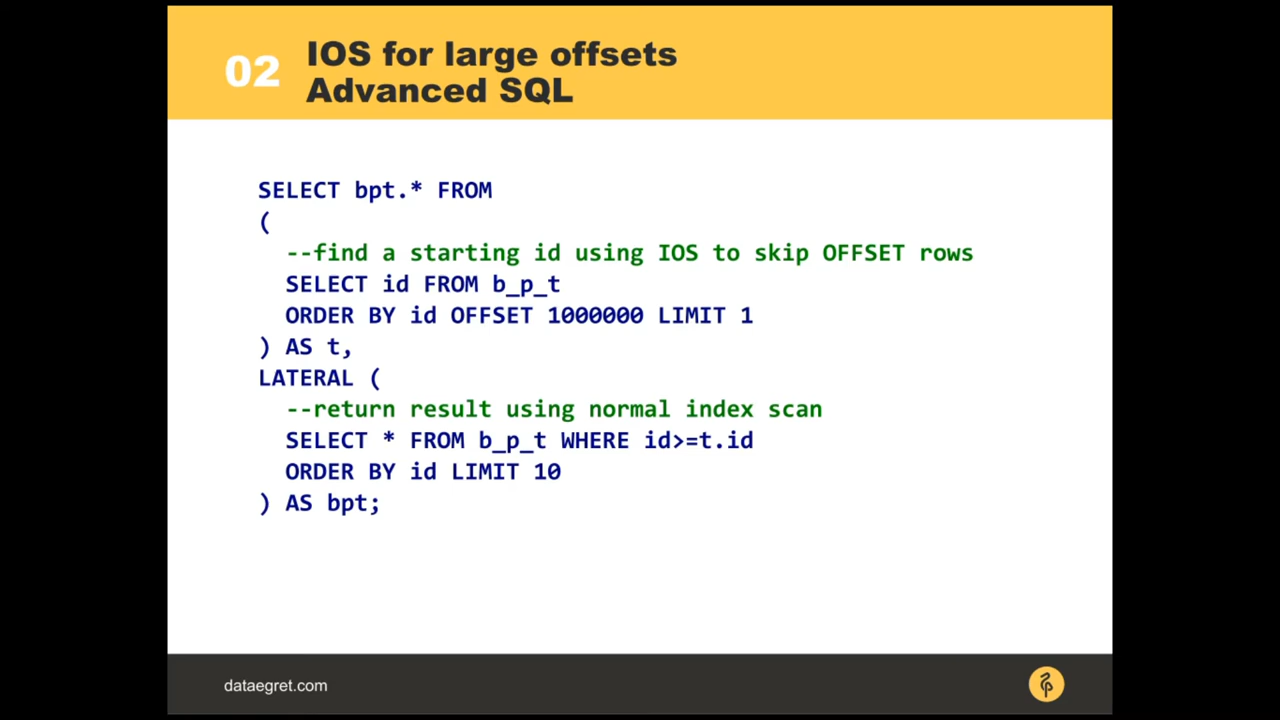 02
IOS for large offsets
Advanced SQL
SELECT bpt.* FROM
(
--find a starting id using IOS to skip OFFSET rows
SELECT id FROM b_p_t
ORDER BY id OFFSET 1000000 LIMIT 1
) AS t,
LATERAL (
--return result using normal index scan
SELECT * FROM b_p_t WHERE id>=t.id
ORDER BY id LIMIT 10
) AS bpt;
dataegret.com